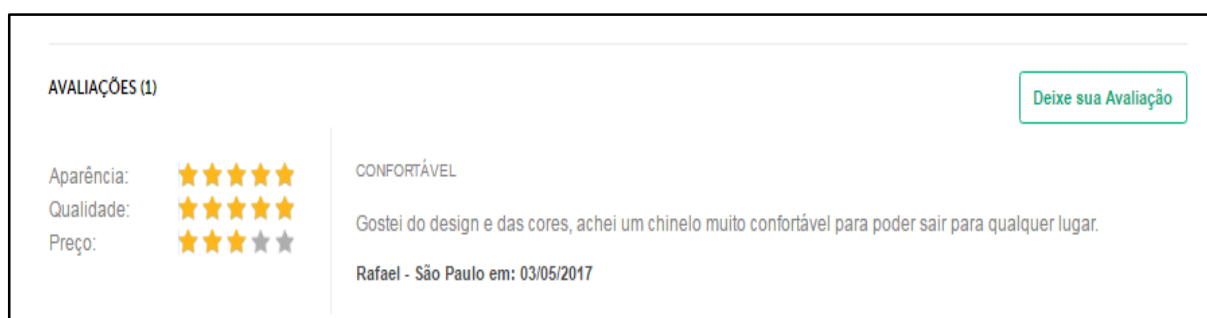 AVALIAÇÕES (1)
Deixe sua Avaliação
Aparência:
Qualidade:
Preço:
CONFORTÁVEL
Gostei do design e das cores, achei um chinelo muito confortável para poder sair para qualquer lugar.
Rafael - São Paulo em: 03/05/2017